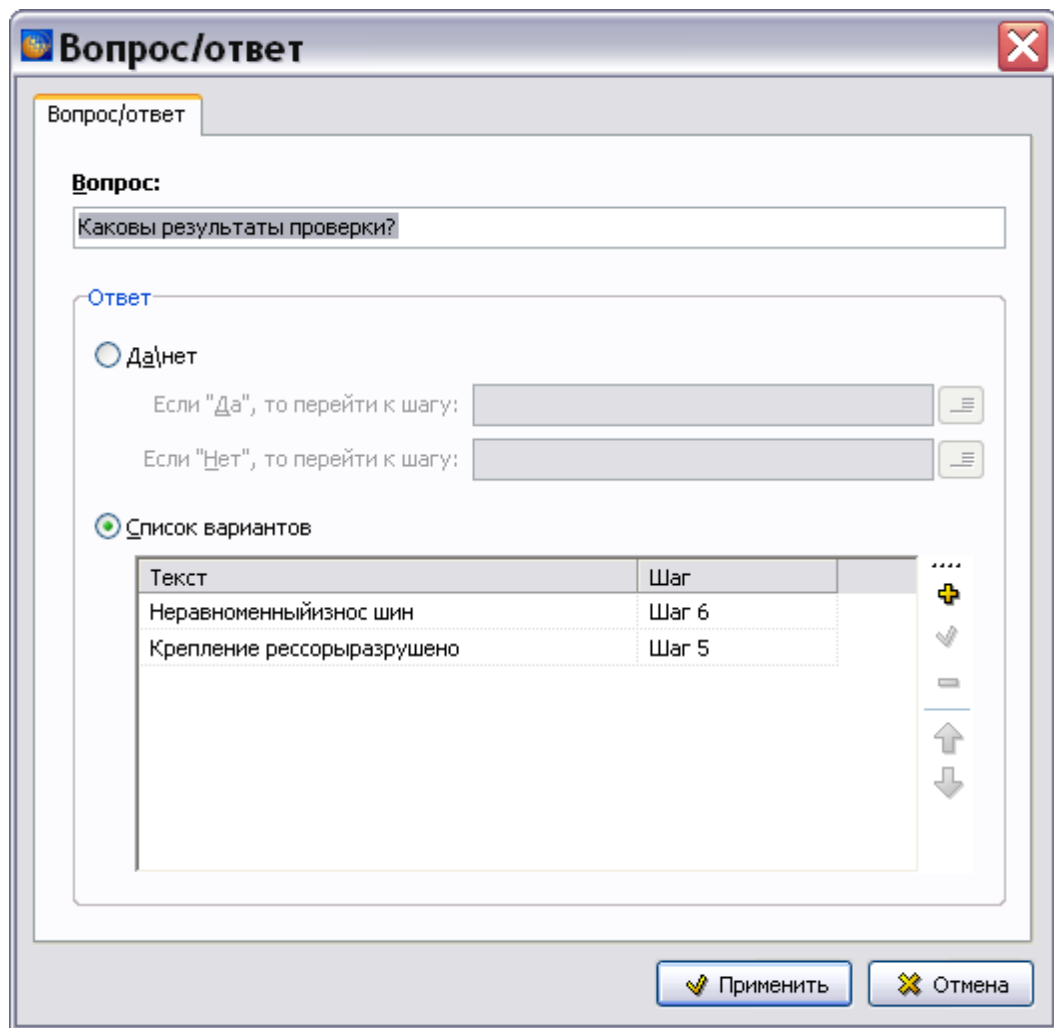 Вопрос/ответ
Вопрос/ответ
Вопрос:
Каковы результаты проверки?
Ответ
Да\нет
Если "Да", то перейти к шагу:
Если "Нет", то перейти к шагу:
Список вариантов
Текст Шаг
Неравноменныйизнос шин Шаг 6
Крепление рессорыразрушено Шаг 5
Применить Отмена